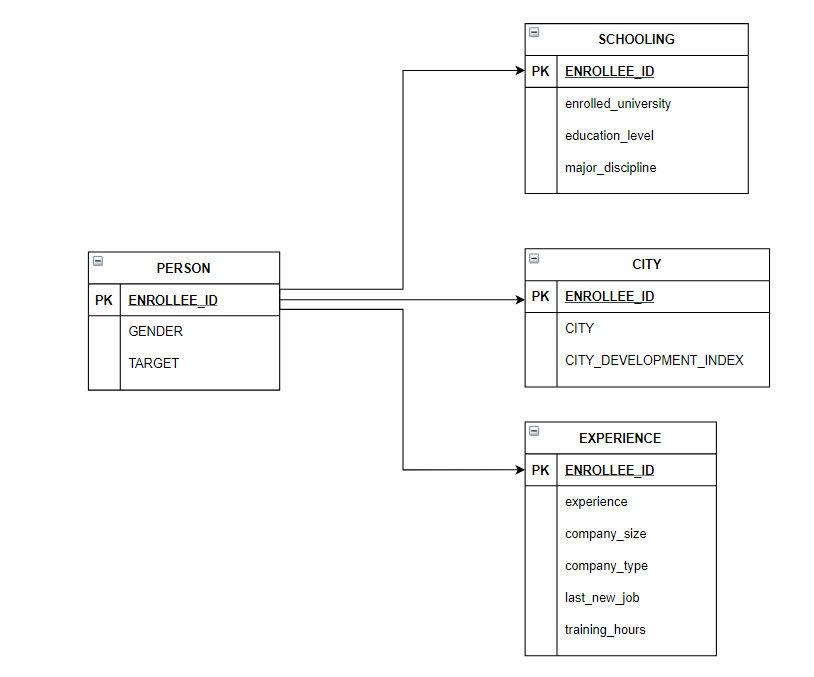 SCHOOLING
PK ENROLLEE_ID
enrolled_university
education_level
major_discipline
PERSON
PK ENROLLEE_ID
GENDER
TARGET
CITY
PK ENROLLEE_ID
CITY
CITY_DEVELOPMENT_INDEX
EXPERIENCE
PK ENROLLEE_ID
experience
company_size
company_type
last_new_job
training_hours